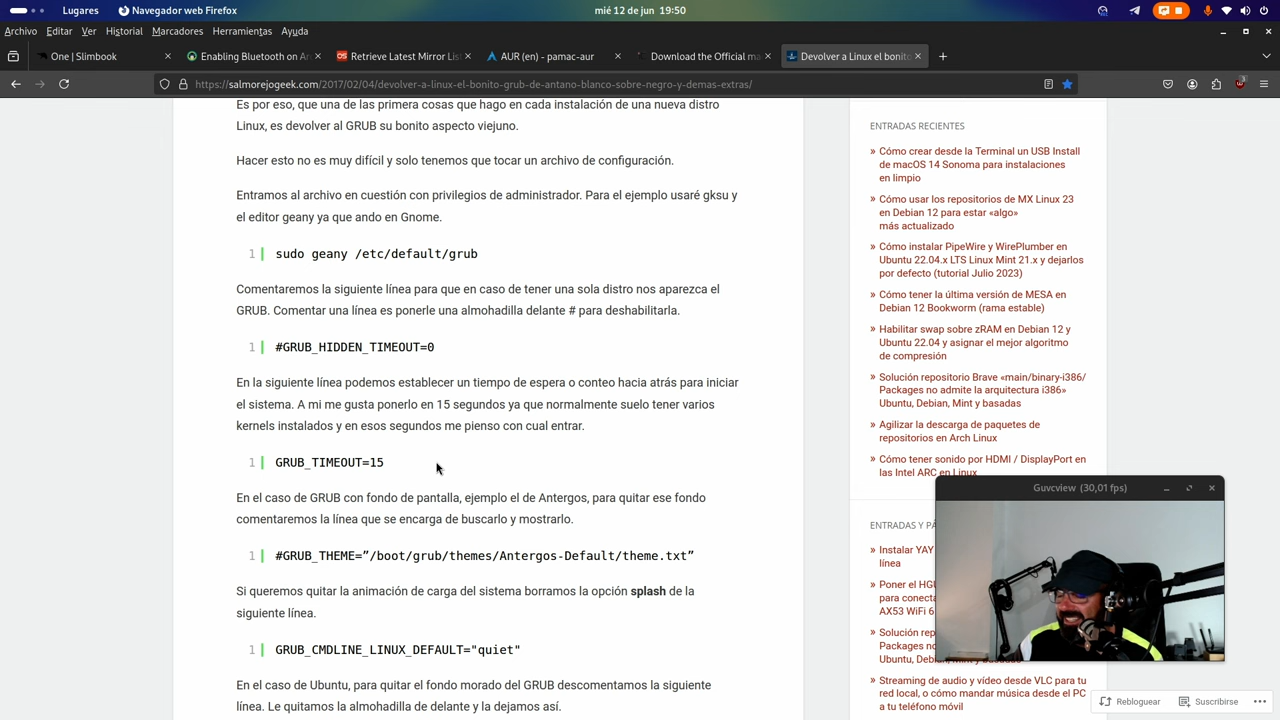 Lugares
Navegador web Firefox
mié 12 de jun 19:50
Archivo Editar Ver Historial Marcadores Herramientas Ayuda
One | Slimbook
Enabling Bluetooth on Ar
Retrieve Latest Mirror Lis
AUR (en) - pamac-aur
Download the Official ma
Devolver a Linux el bonito
https://salmorejogeek.com/2017/02/04/devolver-a-linux-el-bonito-grub-de-antano-blanco-sobre-negro-y-demas-extras/
Es por eso, que una de las primera cosas que hago en cada instalación de una nueva distro
Linux, es devolver al GRUB su bonito aspecto viejuno.
Hacer esto no es muy difícil y solo tenemos que tocar un archivo de configuración.
Entramos al archivo en cuestión con privilegios de administrador. Para el ejemplo usaré gksu y
el editor geany ya que ando en Gnome.
1 sudo geany /etc/default/grub
Comentaremos la siguiente línea para que en caso de tener una sola distro nos aparezca el
GRUB. Comentar una línea es ponerle una almohadilla delante # para deshabilitarla.
1 #GRUB_HIDDEN_TIMEOUT=0
En la siguiente línea podemos establecer un tiempo de espera o conteo hacia atrás para iniciar
el sistema. A mi me gusta ponerlo en 15 segundos ya que normalmente suelo tener varios
kernels instalados y en esos segundos me pienso con cual entrar.
1 GRUB_TIMEOUT=15
En el caso de GRUB con fondo de pantalla, ejemplo el de Antergos, para quitar ese fondo
comentaremos la línea que se encarga de buscarlo y mostrarlo.
1 #GRUB_THEME=”/boot/grub/themes/Antergos-Default/theme.txt”
Si queremos quitar la animación de carga del sistema borramos la opción splash de la
siguiente línea.
1 GRUB_CMDLINE_LINUX_DEFAULT="quiet"
En el caso de Ubuntu, para quitar el fondo morado del GRUB descomentamos la siguiente
línea. Le quitamos la almohadilla de delante y la dejamos así.
ENTRADAS RECIENTES
» Cómo crear desde la Terminal un USB Install
de macOS 14 Sonoma para instalaciones
en limpio
» Cómo usar los repositorios de MX Linux 23
en Debian 12 para estar «algo»
más actualizado
» Cómo instalar PipeWire y WirePlumber en
Ubuntu 22.04.x LTS Linux Mint 21.x y dejarlos
por defecto (tutorial Julio 2023)
» Cómo tener la última versión de MESA en
Debian 12 Bookworm (rama estable)
» Habilitar swap sobre zRAM en Debian 12 y
Ubuntu 22.04 y asignar el mejor algoritmo
de compresión
» Solución repositorio Brave «main/binary-i386/
Packages no admite la arquitectura i386»
Ubuntu, Debian, Mint y basadas
» Agilizar la descarga de paquetes de
repositorios en Arch Linux
» Cómo tener sonido por HDMI / DisplayPort en
las Intel ARC en Linux
Guvcview (30,01 fps)
ENTRADAS Y PÁ
» Instalar YAY
línea
» Poner el HGU
para conecta
AX53 WiFi 6
» Solución rep
Packages no
Ubuntu, Debian, Mint y basadas
» Streaming de audio y vídeo desde VLC para tu
red local, o cómo mandar música desde el PC
a tu teléfono móvil
Rebloguear Suscribirse